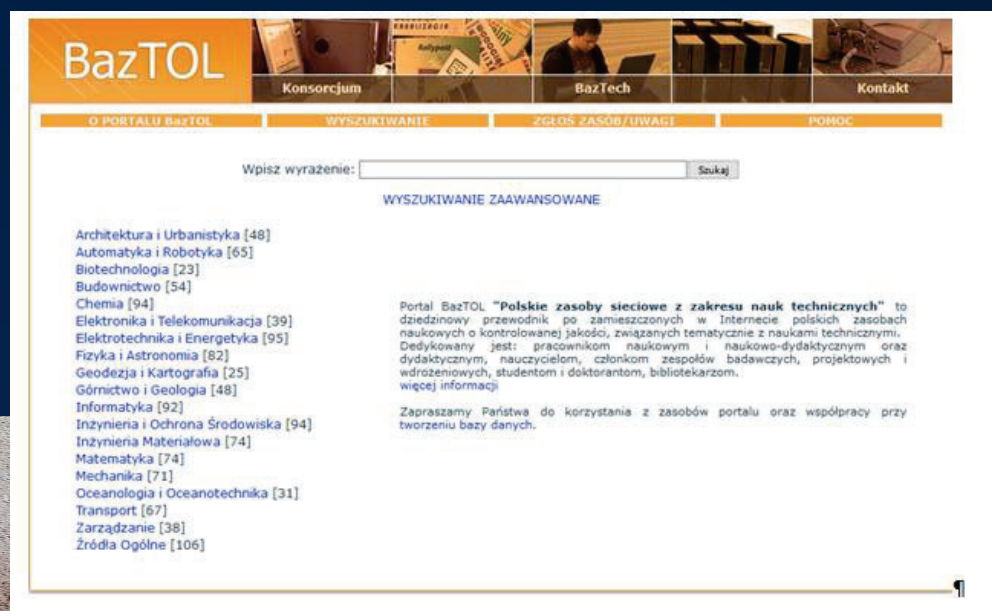 BazTOL
Konsorcjum
BazTech
Kontakt
O PORTALU BazTOL
WYSZUKIWANIE
ZGŁOŚ ZASÓB/UWAGI
POMOC
Wpisz wyrażenie:
Szukaj
WYSZUKIWANIE ZAAWANSOWANE
Architektura i Urbanistyka [48]
Automatyka i Robotyka [65]
Biotechnologia [23]
Budownictwo [54]
Chemia [94]
Elektronika i Telekomunikacja [39]
Elektrotechnika i Energetyka [95]
Fizyka i Astronomia [82]
Geodezja i Kartografia [25]
Górnictwo i Geologia [48]
Informatyka [92]
Inżynieria i Ochrona Środowiska [94]
Inżynieria Materiałowa [74]
Matematyka [74]
Mechanika [71]
Oceanologia i Oceanotechnika [31]
Transport [67]
Zarządzanie [38]
Źródła Ogólne [106]
Portal BazTOL "Polskie zasoby sieciowe z zakresu nauk technicznych" to
dziedzinowy przewodnik po zamieszczonych w Internecie polskich zasobach
naukowych o kontrolowanej jakości, związanych tematycznie z naukami technicznymi.
Dedykowany jest: pracownikom naukowym i naukowo-dydaktycznym oraz
dydaktycznym, nauczycielom, członkom zespołów badawczych, projektowych i
wdrożeniowych, studentom i doktorantom, bibliotekarzom.
więcej informacji
Zapraszamy Państwa do korzystania z zasobów portalu oraz współpracy przy
tworzeniu bazy danych.
¶